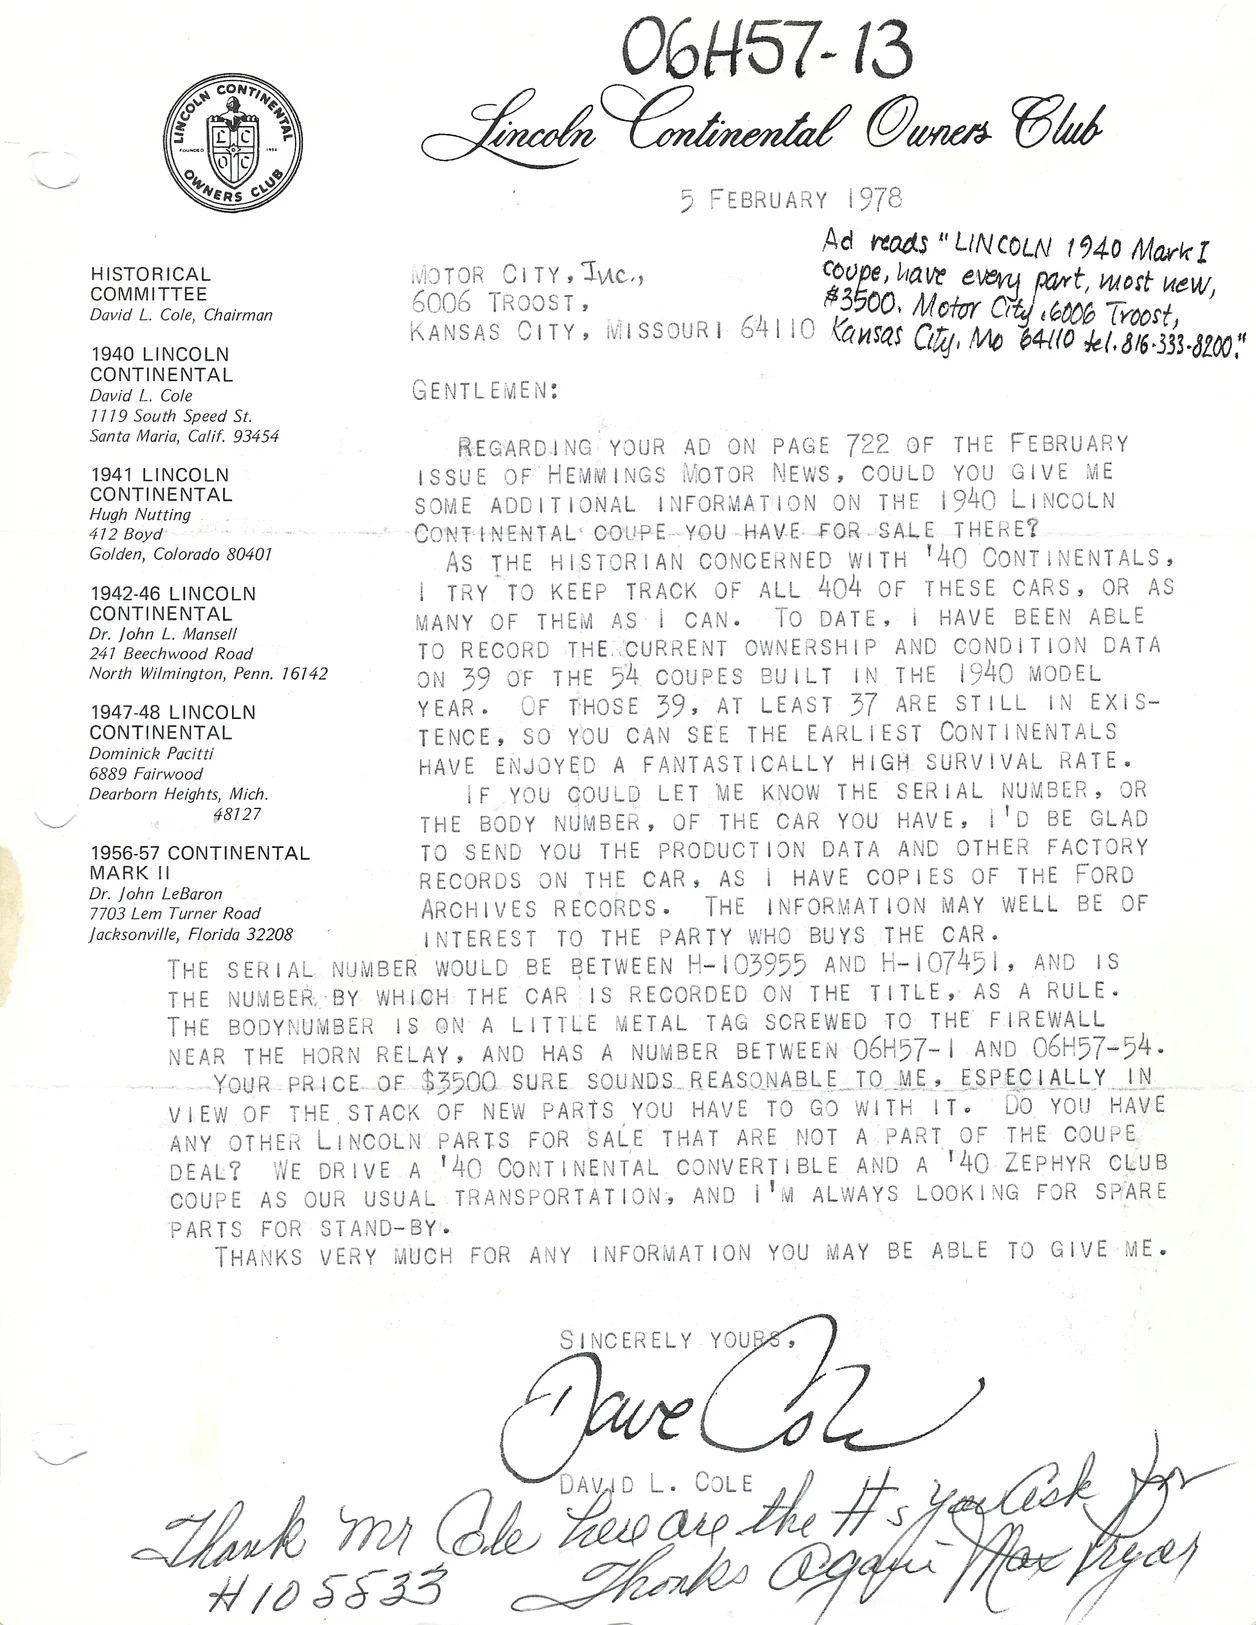 06H57-13
LINCOLN CONTINENTAL
OWNERS CLUB
FOUNDED 1953
L C
O C
Lincoln Continental Owners Club
5 FEBRUARY 1978
Ad reads "LINCOLN 1940 Mark I
coupe, have every part, most new,
$3500. Motor City, 6006 Troost,
Kansas City, Mo 64110 tel. 816-333-8200."
MOTOR CITY, Inc.,
6006 TROOST,
KANSAS CITY, MISSOURI 64110
HISTORICAL
COMMITTEE
David L. Cole, Chairman
1940 LINCOLN
CONTINENTAL
David L. Cole
1119 South Speed St.
Santa Maria, Calif. 93454
1941 LINCOLN
CONTINENTAL
Hugh Nutting
412 Boyd
Golden, Colorado 80401
1942-46 LINCOLN
CONTINENTAL
Dr. John L. Mansell
241 Beechwood Road
North Wilmington, Penn. 16142
1947-48 LINCOLN
CONTINENTAL
Dominick Pacitti
6889 Fairwood
Dearborn Heights, Mich.
48127
1956-57 CONTINENTAL
MARK II
Dr. John LeBaron
7703 Lem Turner Road
Jacksonville, Florida 32208
GENTLEMEN:
REGARDING YOUR AD ON PAGE 722 OF THE FEBRUARY
ISSUE OF HEMMINGS MOTOR NEWS, COULD YOU GIVE ME
SOME ADDITIONAL INFORMATION ON THE 1940 LINCOLN
CONTINENTAL COUPE YOU HAVE FOR SALE THERE?
AS THE HISTORIAN CONCERNED WITH '40 CONTINENTALS,
I TRY TO KEEP TRACK OF ALL 404 OF THESE CARS, OR AS
MANY OF THEM AS I CAN. TO DATE, I HAVE BEEN ABLE
TO RECORD THE CURRENT OWNERSHIP AND CONDITION DATA
ON 39 OF THE 54 COUPES BUILT IN THE 1940 MODEL
YEAR. OF THOSE 39, AT LEAST 37 ARE STILL IN EXIS-
TENCE, SO YOU CAN SEE THE EARLIEST CONTINENTALS
HAVE ENJOYED A FANTASTICALLY HIGH SURVIVAL RATE.
IF YOU COULD LET ME KNOW THE SERIAL NUMBER, OR
THE BODY NUMBER, OF THE CAR YOU HAVE, I'D BE GLAD
TO SEND YOU THE PRODUCTION DATA AND OTHER FACTORY
RECORDS ON THE CAR, AS I HAVE COPIES OF THE FORD
ARCHIVES RECORDS. THE INFORMATION MAY WELL BE OF
INTEREST TO THE PARTY WHO BUYS THE CAR.
THE SERIAL NUMBER WOULD BE BETWEEN H-103955 AND H-107451, AND IS
THE NUMBER BY WHICH THE CAR IS RECORDED ON THE TITLE, AS A RULE.
THE BODYNUMBER IS ON A LITTLE METAL TAG SCREWED TO THE FIREWALL
NEAR THE HORN RELAY, AND HAS A NUMBER BETWEEN 06H57-1 AND 06H57-54.
YOUR PRICE OF $3500 SURE SOUNDS REASONABLE TO ME, ESPECIALLY IN
VIEW OF THE STACK OF NEW PARTS YOU HAVE TO GO WITH IT. DO YOU HAVE
ANY OTHER LINCOLN PARTS FOR SALE THAT ARE NOT A PART OF THE COUPE
DEAL? WE DRIVE A '40 CONTINENTAL CONVERTIBLE AND A '40 ZEPHYR CLUB
COUPE AS OUR USUAL TRANSPORTATION, AND I'M ALWAYS LOOKING FOR SPARE
PARTS FOR STAND-BY.
THANKS VERY MUCH FOR ANY INFORMATION YOU MAY BE ABLE TO GIVE ME.
SINCERELY YOURS,
Dave Cole
DAVID L. COLE
Thank Mr Cole here are the #s you ask for
H105533 Thanks Again Max Pryor